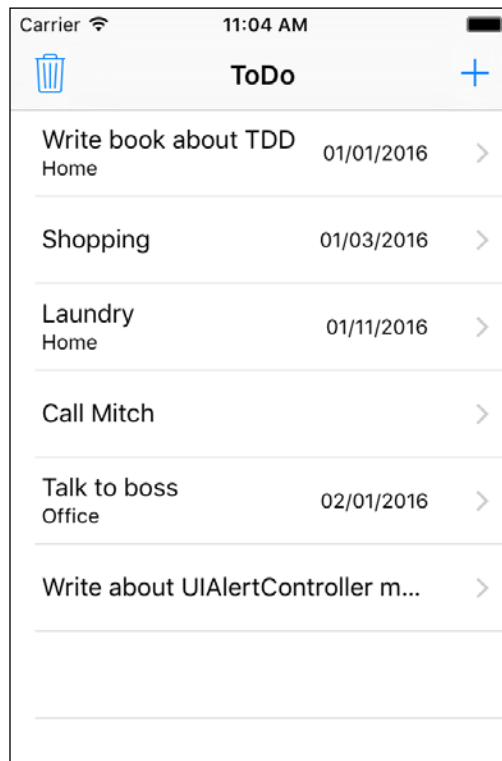 Carrier 11:04 AM
ToDo
Write book about TDD 01/01/2016
Home
Shopping 01/03/2016
Laundry 01/11/2016
Home
Call Mitch
Talk to boss 02/01/2016
Office
Write about UIAlertController m...